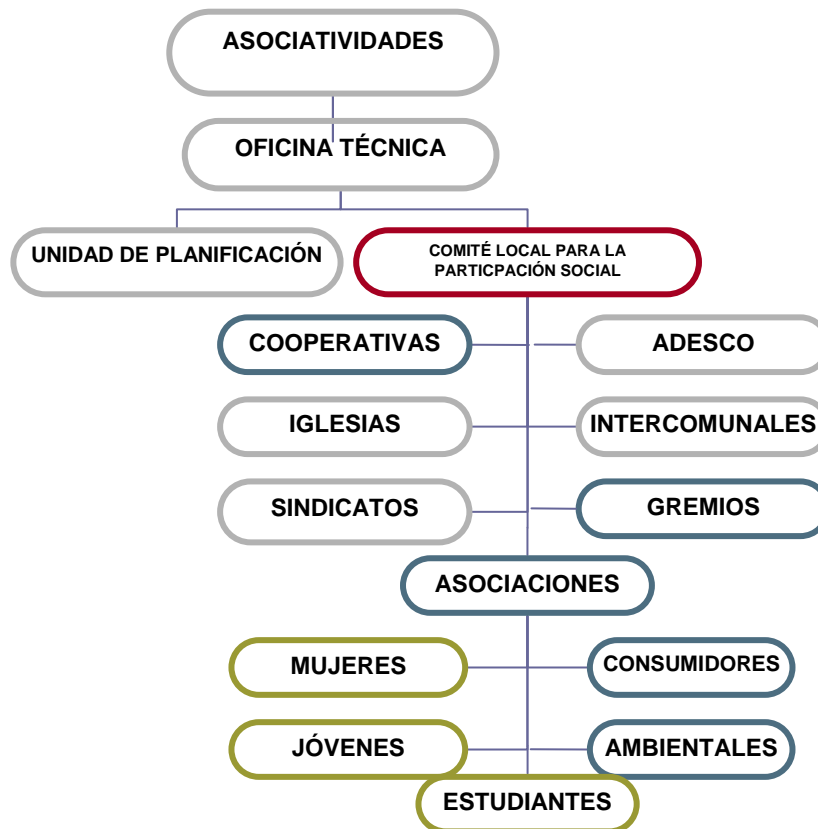 ASOCIATIVIDADES
OFICINA TÉCNICA
UNIDAD DE PLANIFICACIÓN
COMITÉ LOCAL PARA LA
PARTICPACIÓN SOCIAL
COOPERATIVAS
ADESCO
IGLESIAS
INTERCOMUNALES
SINDICATOS
GREMIOS
ASOCIACIONES
MUJERES
CONSUMIDORES
JÓVENES
AMBIENTALES
ESTUDIANTES